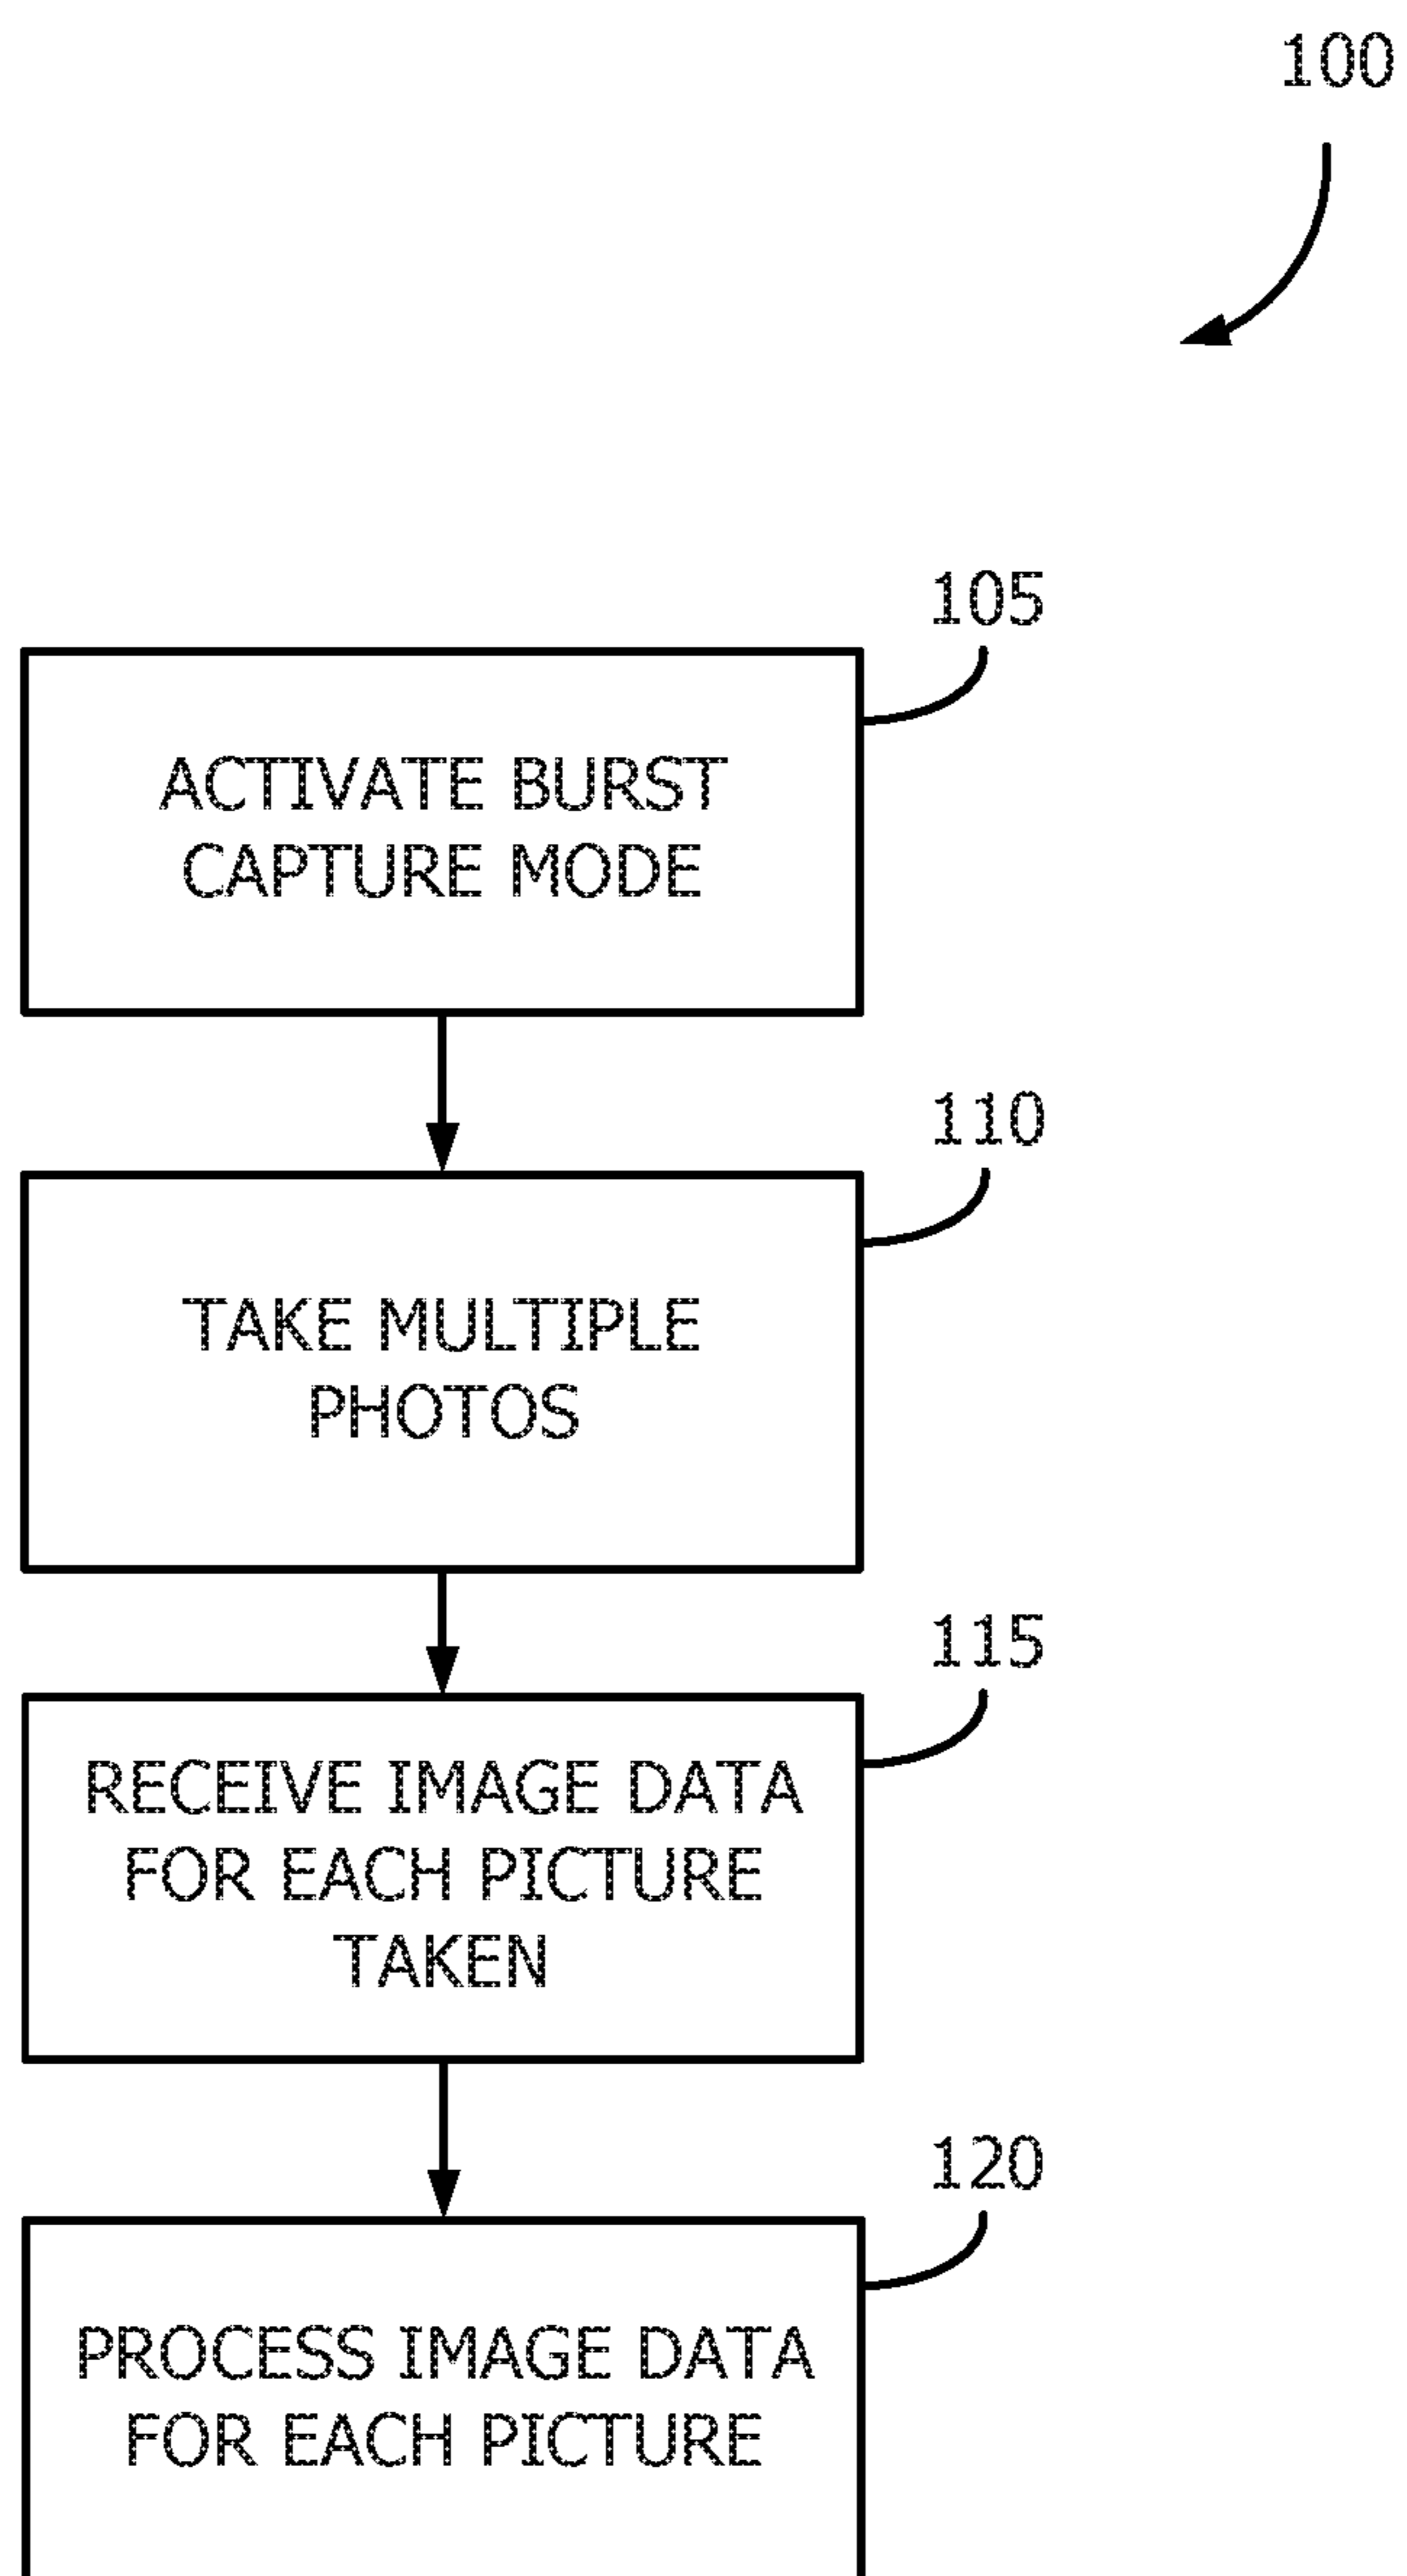 100
105
ACTIVATE BURST
CAPTURE MODE
110
TAKE MULTIPLE
PHOTOS
115
RECEIVE IMAGE DATA
FOR EACH PICTURE
TAKEN
120
PROCESS IMAGE DATA
FOR EACH PICTURE